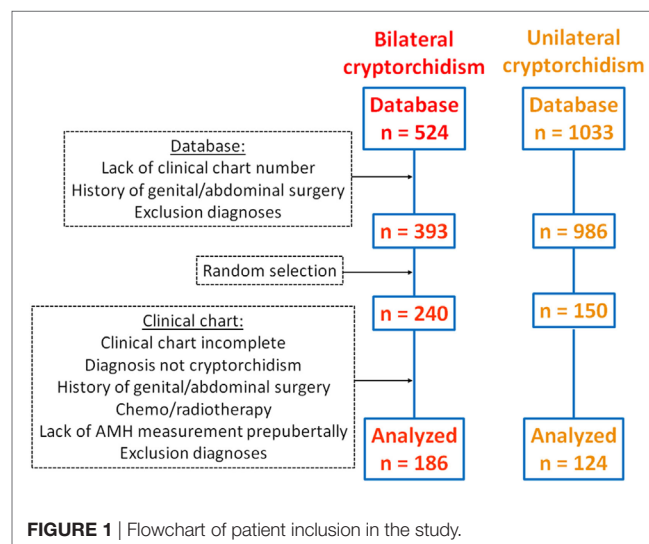 Bilateral
cryptorchidism
Unilateral
cryptorchidism
Database
n = 524
Database
n = 1033
Database:
Lack of clinical chart number
History of genital/abdominal surgery
Exclusion diagnoses
n = 393
n = 986
Random selection
n = 240
n = 150
Clinical chart:
Clinical chart incomplete
Diagnosis not cryptorchidism
History of genital/abdominal surgery
Chemo/radiotherapy
Lack of AMH measurement prepubertally
Exclusion diagnoses
Analyzed
n = 186
Analyzed
n = 124
FIGURE 1 | Flowchart of patient inclusion in the study.